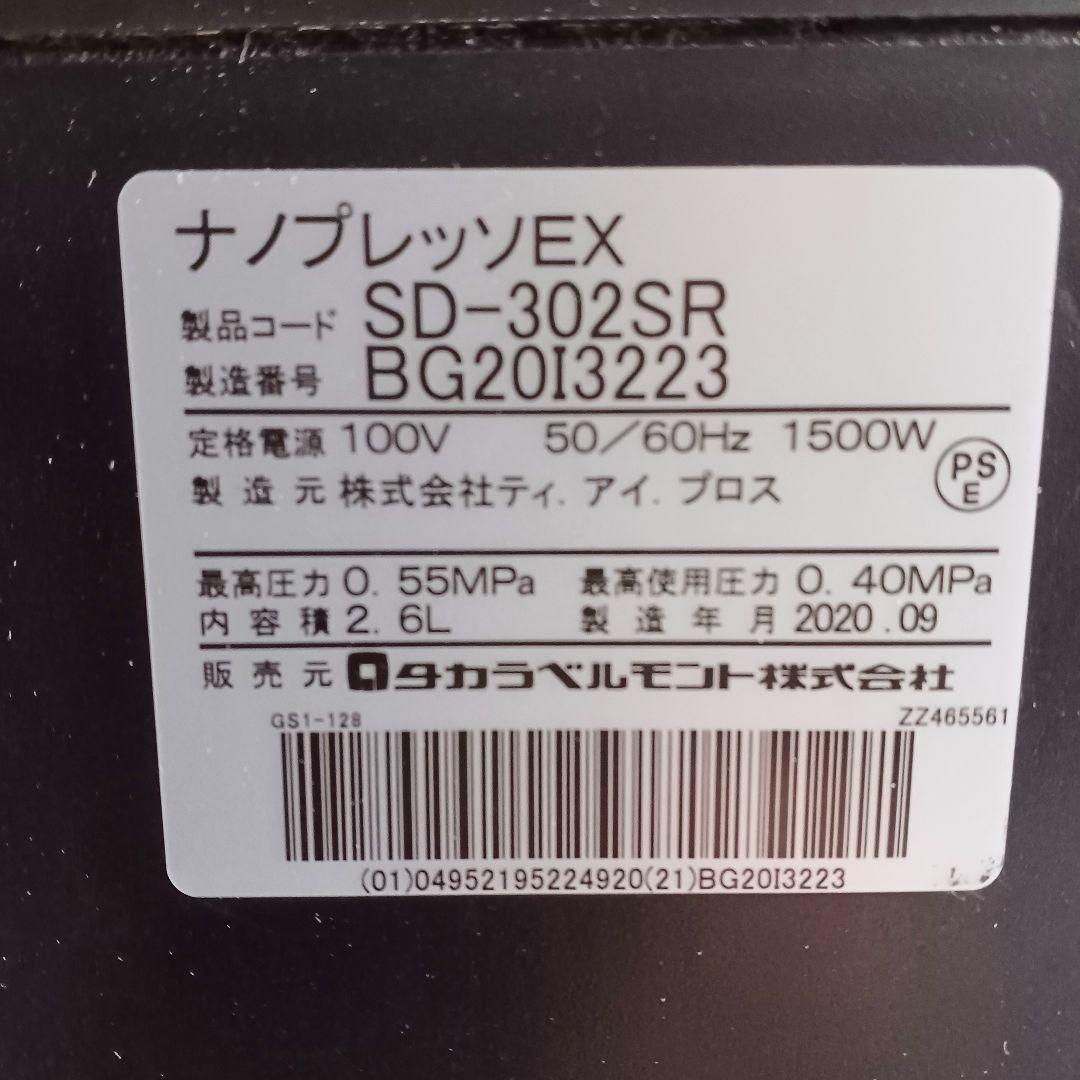 ナノプレッソEX
製品コード SD-302SR
製造番号 BG20I3223
定格電源 100V 50/60Hz 1500W
PS
E
製造元 株式会社ティ.アイ.プロス
最高圧力 0.55MPa 最高使用圧力 0.40MPa
内容積 2.6L 製造年月 2020.09
販売元 タカラベルモント株式会社
GS1-128 ZZ465561
(01)04952195224920(21)BG20I3223